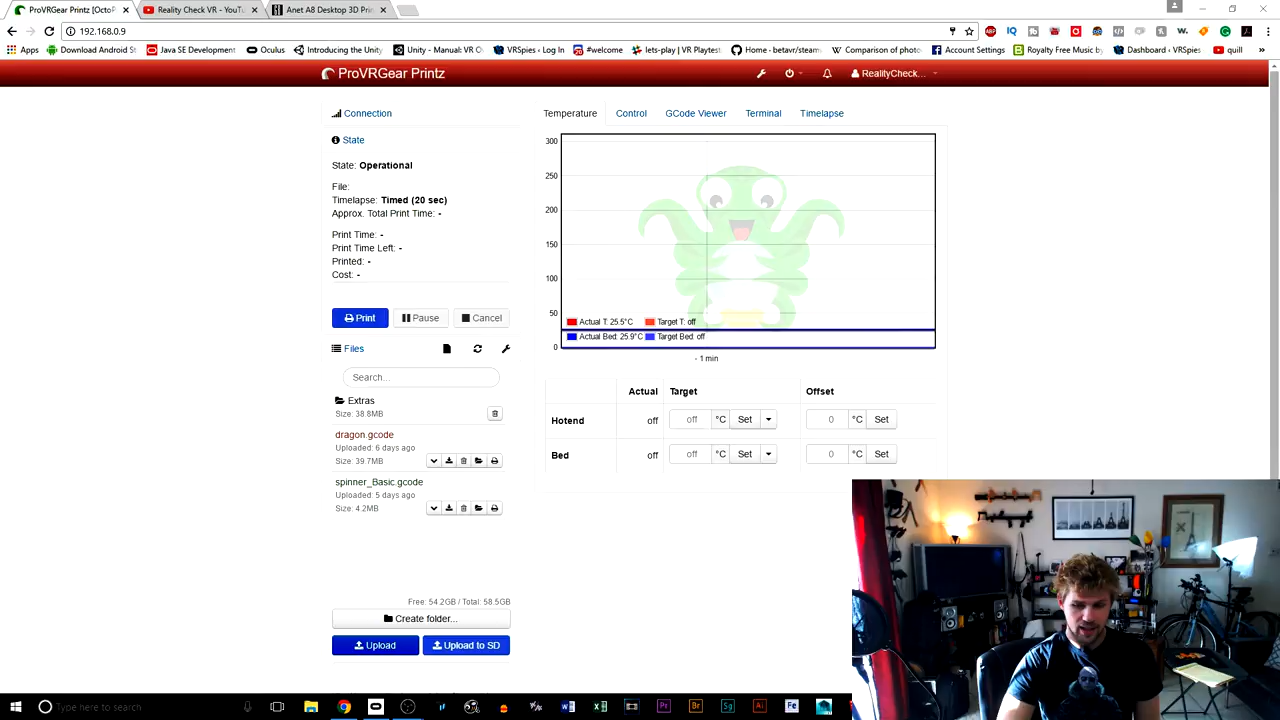 ProVRGear Printz [OctoP
Reality Check VR - YouTu
Anet A8 Desktop 3D Prin
192.168.0.9
Apps
Download Android St
Java SE Development
Oculus
Introducing the Unity
Unity - Manual: VR O
VRSpies ‹ Log In
#welcome
lets-play | VR Playtest
Home · betavr/steamv
Comparison of photo
Account Settings
Royalty Free Music by
Dashboard ‹ VRSpies
quill
ProVRGear Printz
RealityCheck...
Connection
State
State: Operational
File:
Timelapse: Timed (20 sec)
Approx. Total Print Time: -
Print Time: -
Print Time Left: -
Printed: -
Cost: -
Print
Pause
Cancel
Files
Search...
Extras
Size: 38.8MB
dragon.gcode
Uploaded: 6 days ago
Size: 39.7MB
spinner_Basic.gcode
Uploaded: 5 days ago
Size: 4.2MB
Free: 54.2GB / Total: 58.5GB
Create folder...
Upload
Upload to SD
Temperature
Control
GCode Viewer
Terminal
Timelapse
300
250
200
150
100
50
0
Actual T: 25.5°C
Target T: off
Actual Bed: 25.9°C
Target Bed: off
- 1 min
Actual
Target
Offset
Hotend
off
off
°C
Set
0
°C
Set
Bed
off
off
°C
Set
0
°C
Set
Type here to search